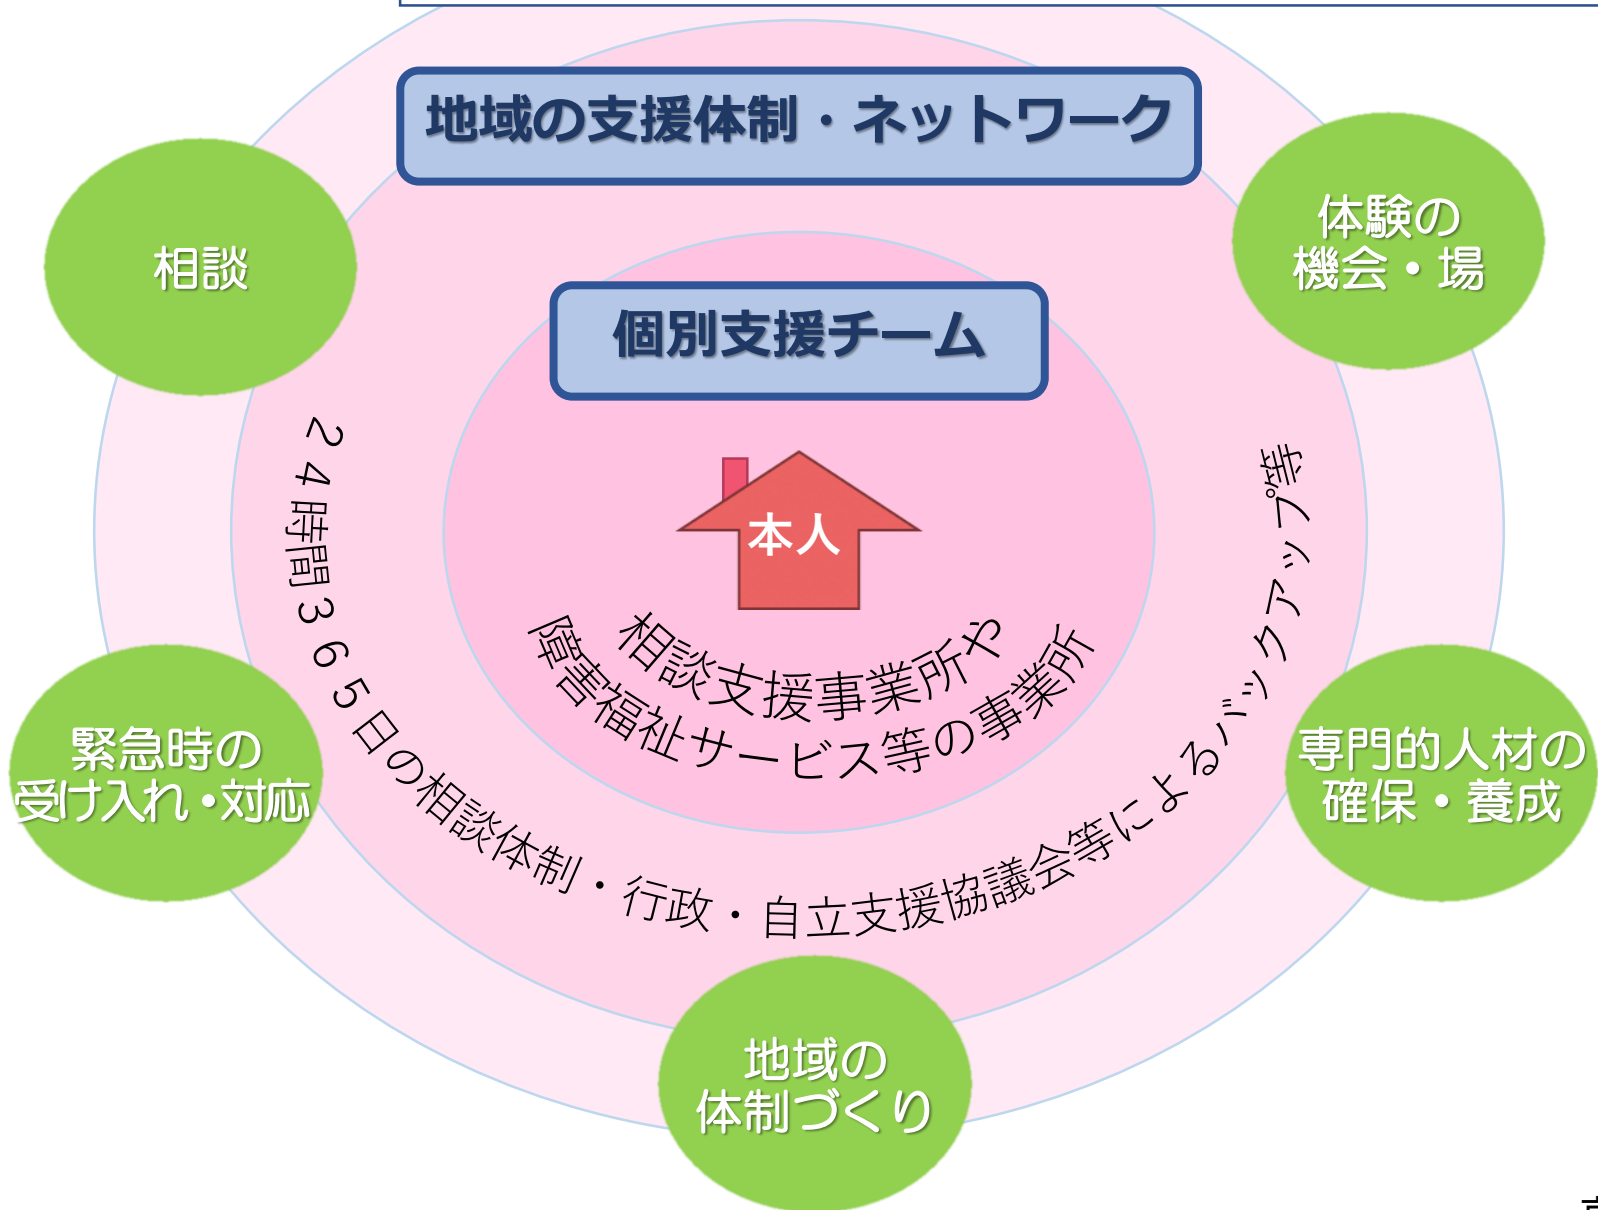 地域の支援体制・ネットワーク
相談
体験の
機会・場
個別支援チーム
本人
相談支援事業所や
障害福祉サービス等の事業所
24時間365日の相談体制・行政・自立支援協議会等によるバックアップ等
緊急時の
受け入れ・対応
専門的人材の
確保・養成
地域の
体制づくり